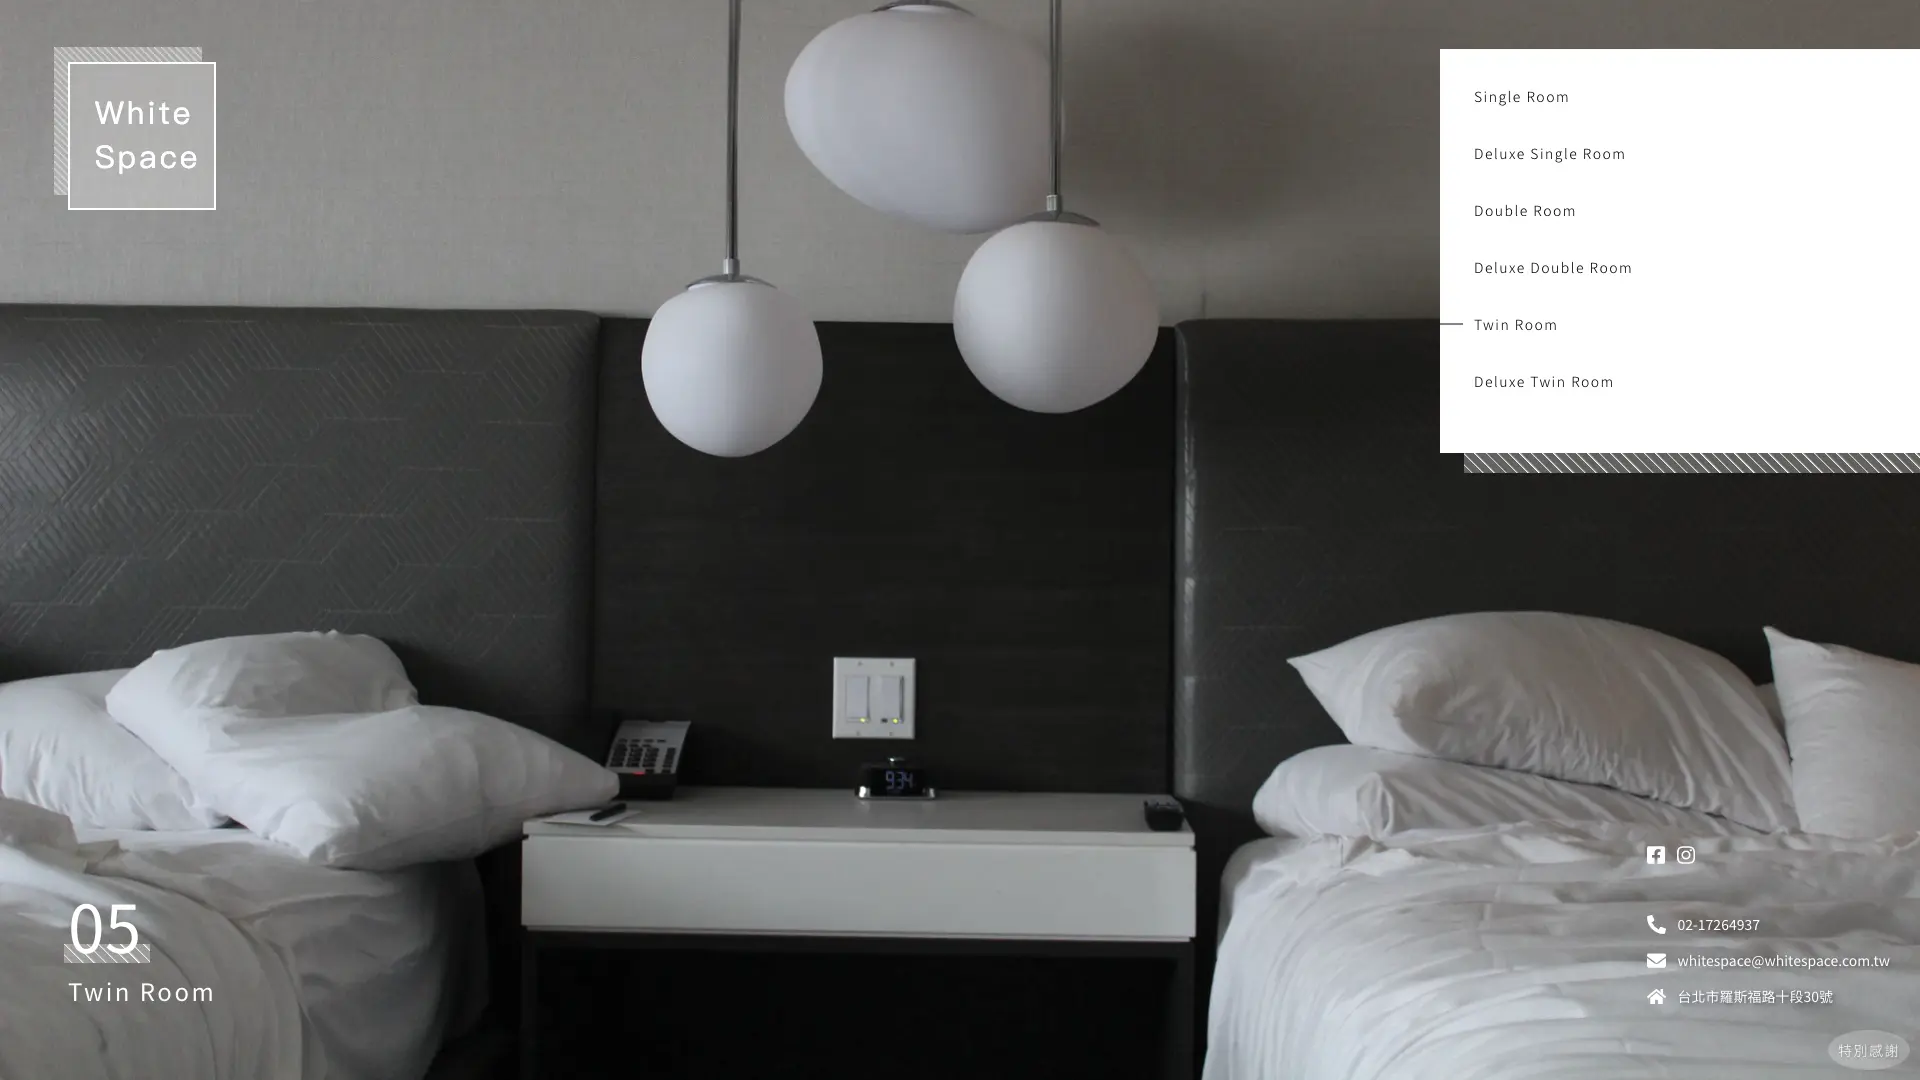 White
Space
Single Room
Deluxe Single Room
Double Room
Deluxe Double Room
Twin Room
Deluxe Twin Room
9:34
05
Twin Room
02-17264937
whitespace@whitespace.com.tw
台北市羅斯福路十段30號
特別感謝